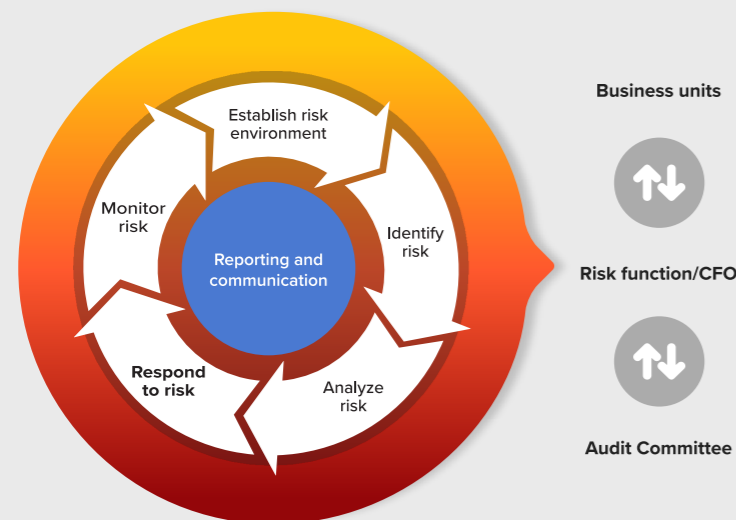 Establish risk
environment
Identify
risk
Analyze
risk
Respond
to risk
Monitor
risk
Reporting and
communication
Business units
Risk function/CFO
Audit Committee